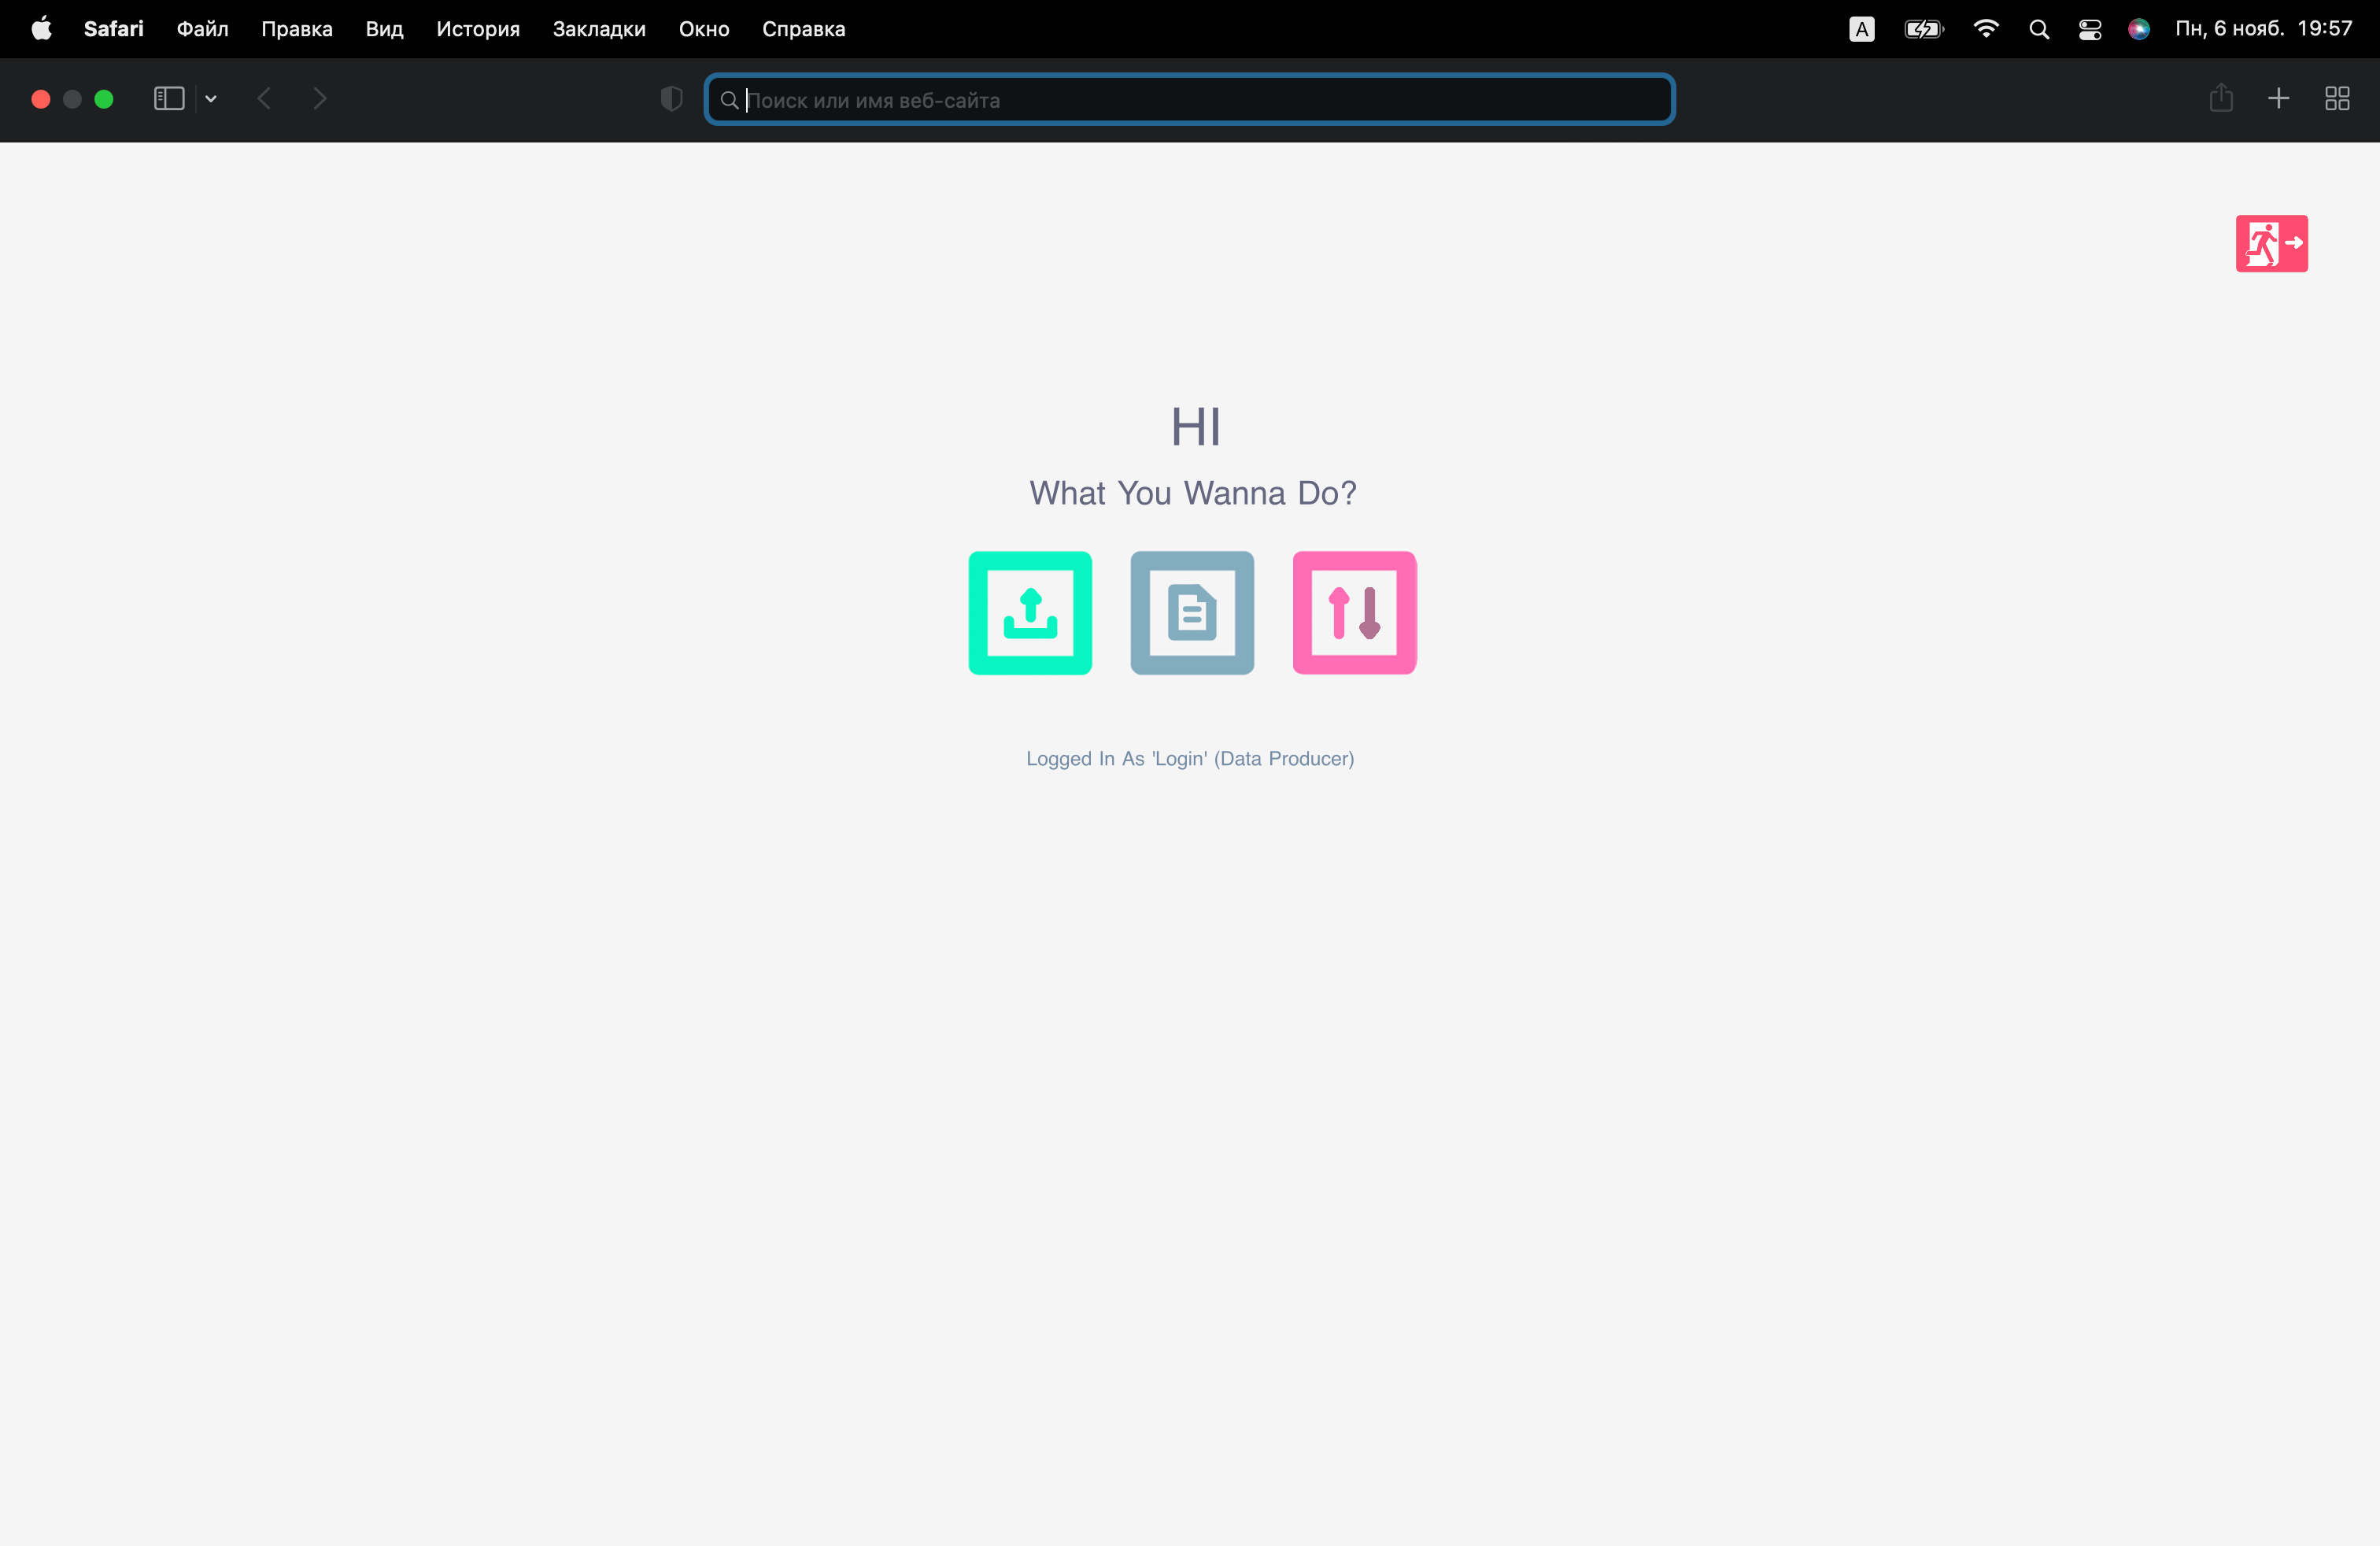 Safari Файл Правка Вид История Закладки Окно Справка A Пн, 6 нояб. 19:57
Поиск или имя веб-сайта
HI
What You Wanna Do?
Logged In As 'Login' (Data Producer)